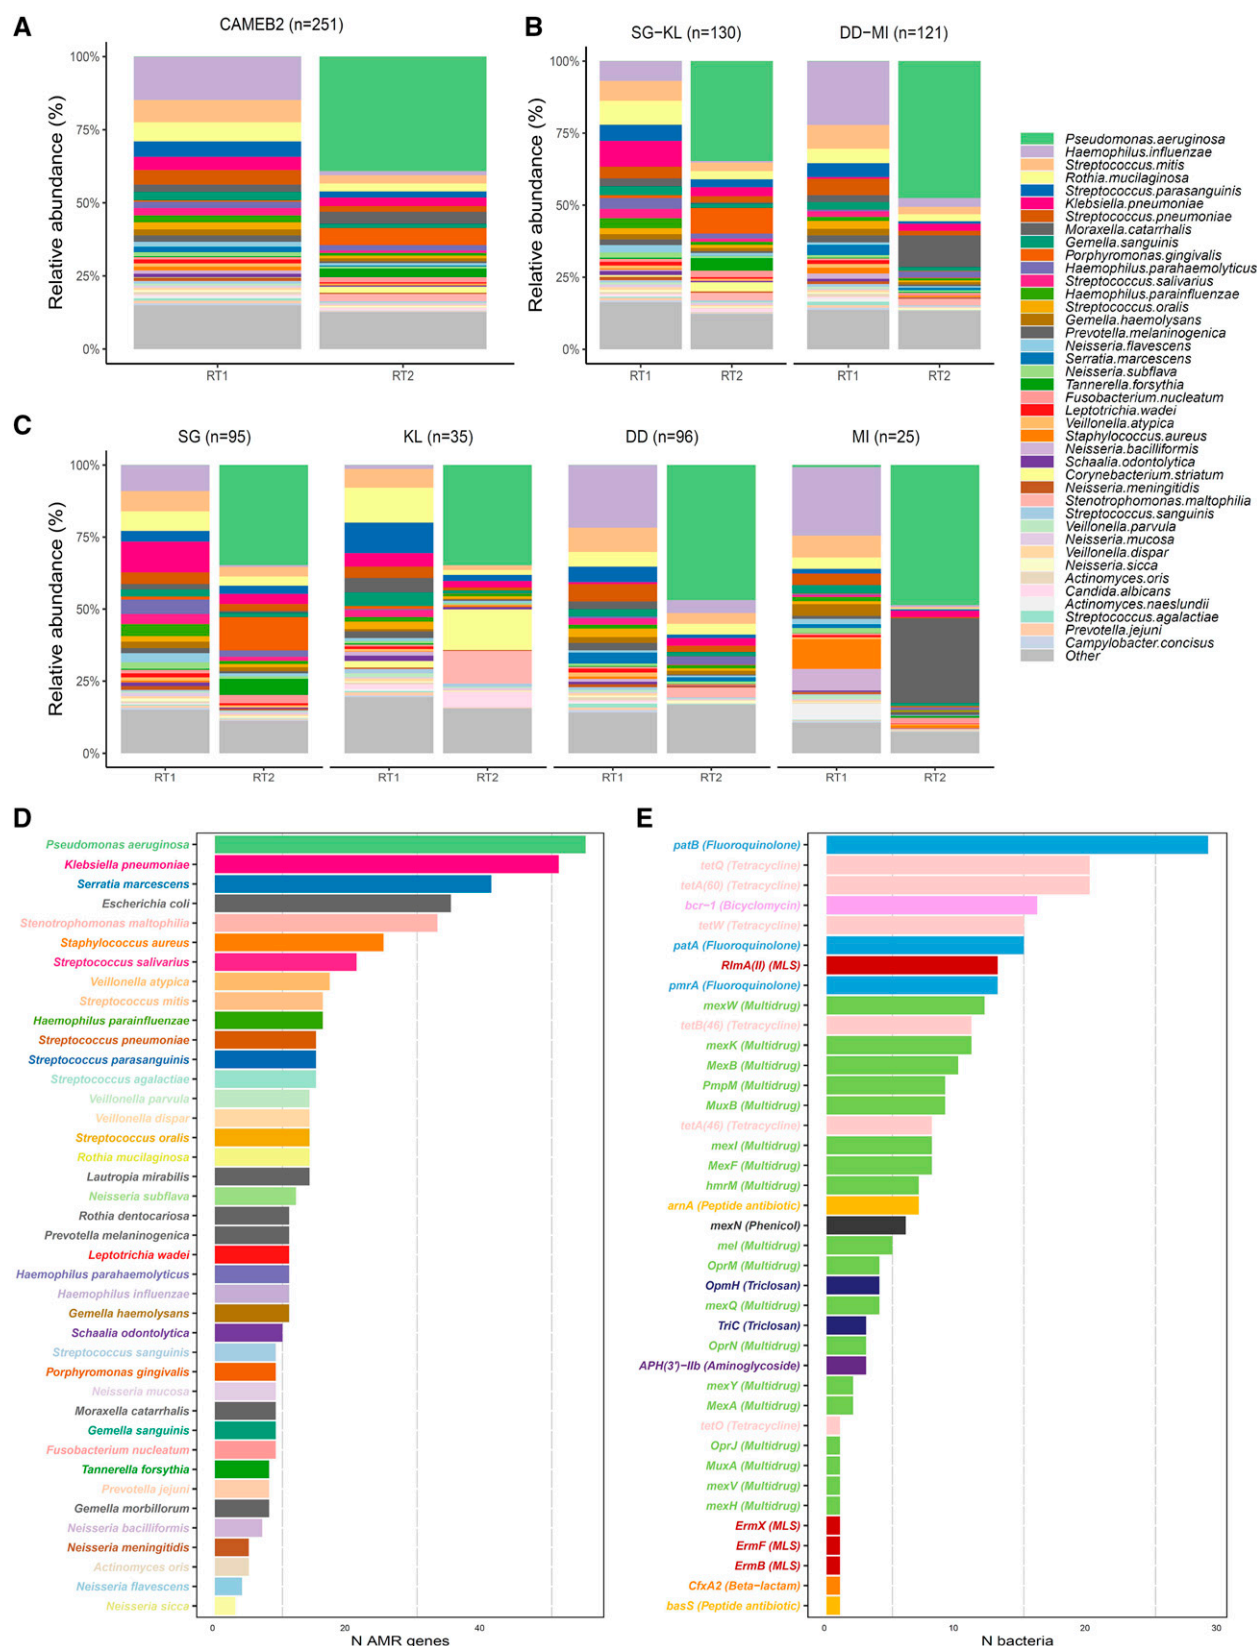 A
CAMEB2 (n=251)
Relative abundance (%)
100%
75%
50%
25%
0%
RT1
RT2
B
SG−KL (n=130)
DD−MI (n=121)
Relative abundance (%)
100%
75%
50%
25%
0%
RT1
RT2
RT1
RT2
Pseudomonas.aeruginosa
Haemophilus.influenzae
Streptococcus.mitis
Rothia.mucilaginosa
Streptococcus.parasanguinis
Klebsiella.pneumoniae
Streptococcus.pneumoniae
Moraxella.catarrhalis
Gemella.sanguinis
Porphyromonas.gingivalis
Haemophilus.parahaemolyticus
Streptococcus.salivarius
Haemophilus.parainfluenzae
Streptococcus.oralis
Gemella.haemolysans
Prevotella.melaninogenica
Neisseria.flavescens
Serratia.marcescens
Neisseria.subflava
Tannerella.forsythia
Fusobacterium.nucleatum
Leptotrichia.wadei
Veillonella.atypica
Staphylococcus.aureus
Neisseria.bacilliformis
Schaalia.odontolytica
Corynebacterium.striatum
Neisseria.meningitidis
Stenotrophomonas.maltophilia
Streptococcus.sanguinis
Veillonella.parvula
Neisseria.mucosa
Veillonella.dispar
Neisseria.sicca
Actinomyces.oris
Candida.albicans
Actinomyces.naeslundii
Streptococcus.agalactiae
Prevotella.jejuni
Campylobacter.concisus
Other
C
SG (n=95)
KL (n=35)
DD (n=96)
MI (n=25)
Relative abundance (%)
100%
75%
50%
25%
0%
RT1
RT2
RT1
RT2
RT1
RT2
RT1
RT2
D
Pseudomonas aeruginosa
Klebsiella pneumoniae
Serratia marcescens
Escherichia coli
Stenotrophomonas maltophilia
Staphylococcus aureus
Streptococcus salivarius
Veillonella atypica
Streptococcus mitis
Haemophilus parainfluenzae
Streptococcus pneumoniae
Streptococcus parasanguinis
Streptococcus agalactiae
Veillonella parvula
Veillonella dispar
Streptococcus oralis
Rothia mucilaginosa
Lautropia mirabilis
Neisseria subflava
Rothia dentocariosa
Prevotella melaninogenica
Leptotrichia wadei
Haemophilus parahaemolyticus
Haemophilus influenzae
Gemella haemolysans
Schaalia odontolytica
Streptococcus sanguinis
Porphyromonas gingivalis
Neisseria mucosa
Moraxella catarrhalis
Gemella sanguinis
Fusobacterium nucleatum
Tannerella forsythia
Prevotella jejuni
Gemella morbillorum
Neisseria bacilliformis
Neisseria meningitidis
Actinomyces oris
Neisseria flavescens
Neisseria sicca
0
20
40
N AMR genes
E
patB (Fluoroquinolone)
tetQ (Tetracycline)
tetA(60) (Tetracycline)
bcr−1 (Bicyclomycin)
tetW (Tetracycline)
patA (Fluoroquinolone)
RlmA(II) (MLS)
pmrA (Fluoroquinolone)
mexW (Multidrug)
tetB(46) (Tetracycline)
mexK (Multidrug)
MexB (Multidrug)
PmpM (Multidrug)
MuxB (Multidrug)
tetA(46) (Tetracycline)
mexI (Multidrug)
MexF (Multidrug)
hmrM (Multidrug)
arnA (Peptide antibiotic)
mexN (Phenicol)
mel (Multidrug)
OprM (Multidrug)
OpmH (Triclosan)
mexQ (Multidrug)
TriC (Triclosan)
OprN (Multidrug)
APH(3')−IIb (Aminoglycoside)
mexY (Multidrug)
MexA (Multidrug)
tetO (Tetracycline)
OprJ (Multidrug)
MuxA (Multidrug)
mexV (Multidrug)
mexH (Multidrug)
ErmX (MLS)
ErmF (MLS)
ErmB (MLS)
CfxA2 (Beta−lactam)
basS (Peptide antibiotic)
0
10
20
30
N bacteria